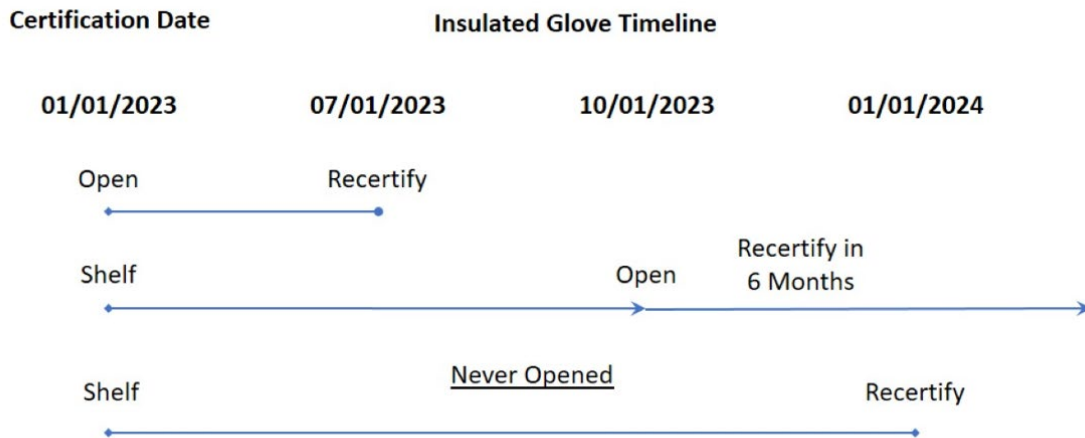 Certification Date
Insulated Glove Timeline
01/01/2023 07/01/2023 10/01/2023 01/01/2024
Open Recertify
Recertify in
6 Months
Shelf Open
Never Opened
Shelf Recertify